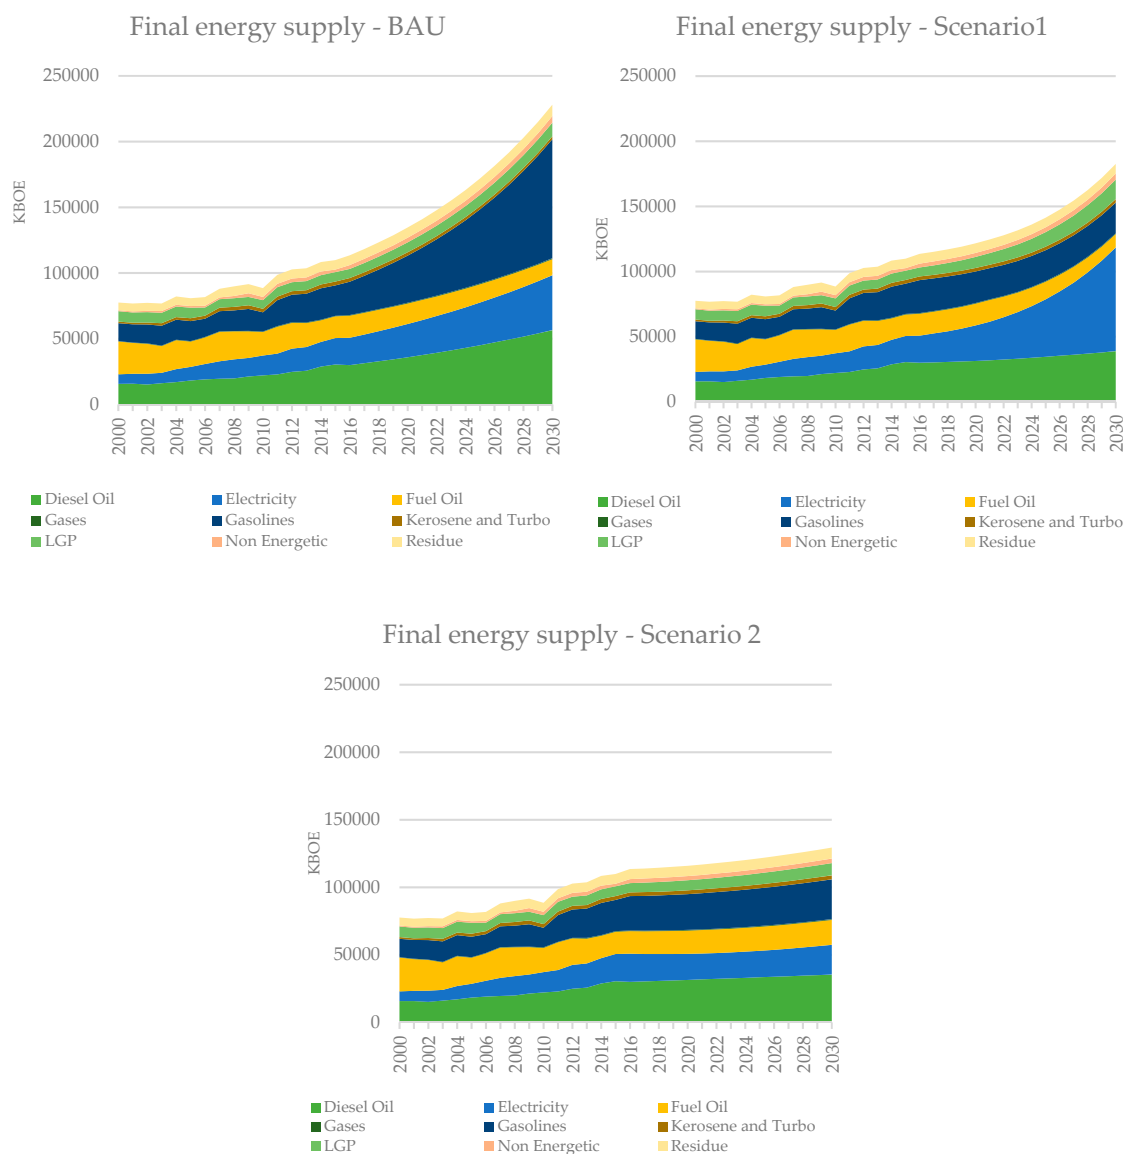 Final energy supply - BAU
250000
200000
150000
100000
50000
0
KBOE
2000 2002 2004 2006 2008 2010 2012 2014 2016 2018 2020 2022 2024 2026 2028 2030
Diesel Oil Electricity Fuel Oil
Gases Gasolines Kerosene and Turbo
LGP Non Energetic Residue
Final energy supply - Scenario1
250000
200000
150000
100000
50000
0
KBOE
2000 2002 2004 2006 2008 2010 2012 2014 2016 2018 2020 2022 2024 2026 2028 2030
Diesel Oil Electricity Fuel Oil
Gases Gasolines Kerosene and Turbo
LGP Non Energetic Residue
Final energy supply - Scenario 2
250000
200000
150000
100000
50000
0
KBOE
2000 2002 2004 2006 2008 2010 2012 2014 2016 2018 2020 2022 2024 2026 2028 2030
Diesel Oil Electricity Fuel Oil
Gases Gasolines Kerosene and Turbo
LGP Non Energetic Residue